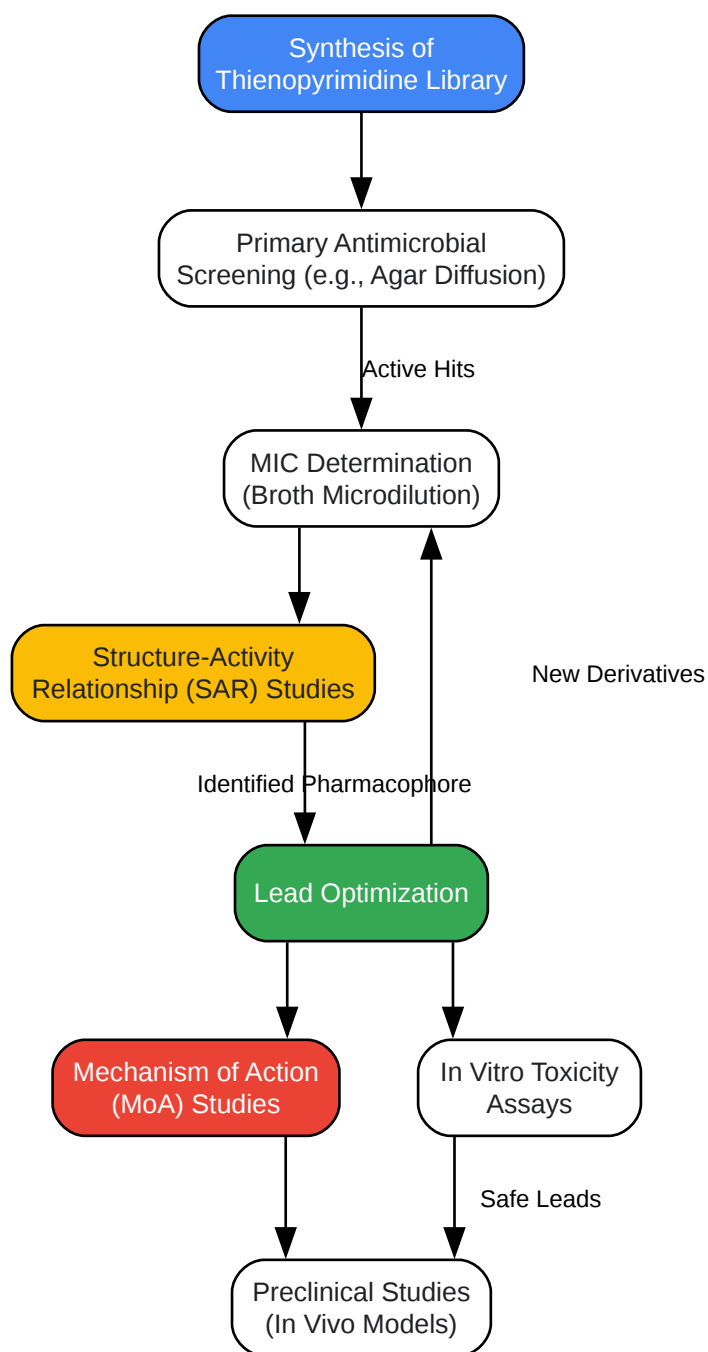 Synthesis of
Thienopyrimidine Library
Primary Antimicrobial
Screening (e.g., Agar Diffusion)
Active Hits
MIC Determination
(Broth Microdilution)
Structure-Activity
Relationship (SAR) Studies
New Derivatives
Identified Pharmacophore
Lead Optimization
Mechanism of Action
(MoA) Studies
In Vitro Toxicity
Assays
Safe Leads
Preclinical Studies
(In Vivo Models)